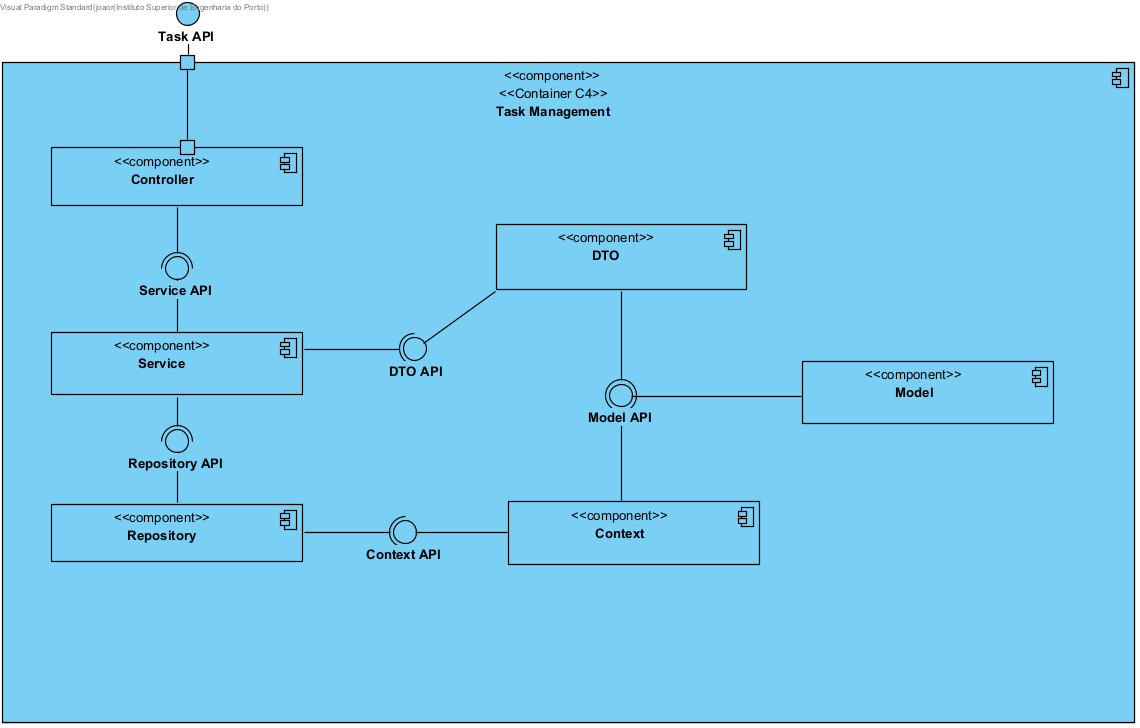 Visual Paradigm Standard(joaor(Instituto Superior de Engenharia do Porto))
Task API
<<component>>
<<Container C4>>
Task Management
<<component>>
Controller
Service API
<<component>>
DTO
<<component>>
Service
DTO API
<<component>>
Model
Model API
Repository API
<<component>>
Repository
Context API
<<component>>
Context